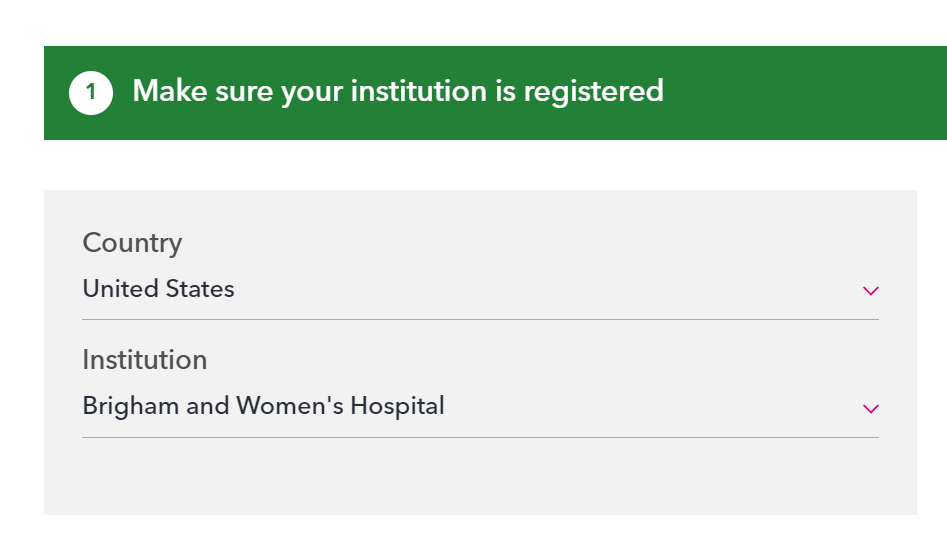 1 Make sure your institution is registered
Country
United States
Institution
Brigham and Women's Hospital